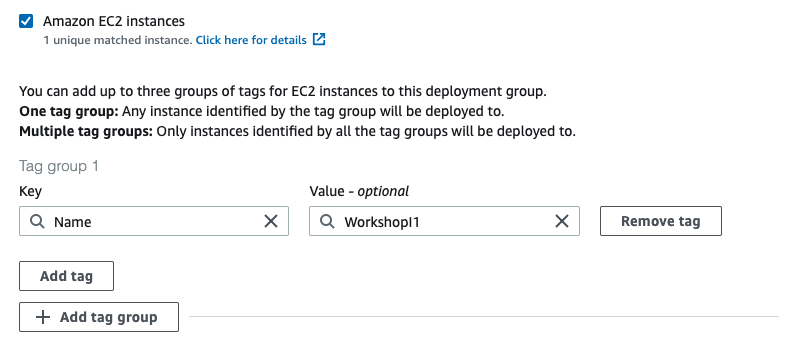 Amazon EC2 instances
1 unique matched instance. Click here for details
You can add up to three groups of tags for EC2 instances to this deployment group.
One tag group: Any instance identified by the tag group will be deployed to.
Multiple tag groups: Only instances identified by all the tag groups will be deployed to.
Tag group 1
Key Value - optional
Name WorkshopI1 Remove tag
Add tag
Add tag group